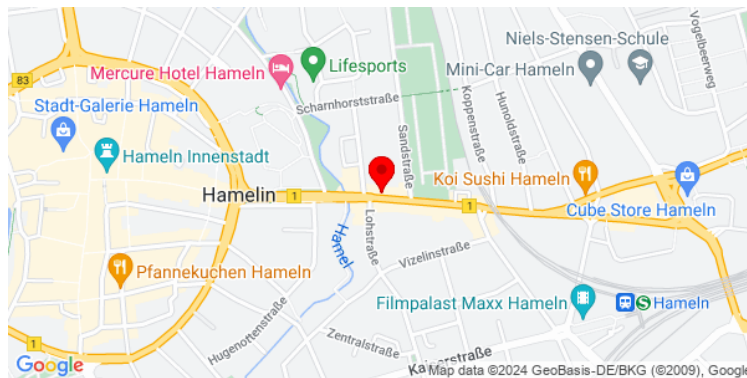 Niels-Stensen-Schule
Vogelbeerweg
Mercure Hotel Hameln
Lifesports
Mini-Car Hameln
83
Scharnhorststraße
Stadt-Galerie Hameln
Koppenstraße
Hunoldstraße
Sandstraße
Hameln Innenstadt
Koi Sushi Hameln
Hamelin
1
1
Cube Store Hameln
Hamel
Lohstraße
Vizelinstraße
Pfannekuchen Hameln
Filmpalast Maxx Hameln
S
Hameln
Hugenottenstraße
Zentralstraße
1
Kaiserstraße
Google
Map data ©2024 GeoBasis-DE/BKG (©2009), Google